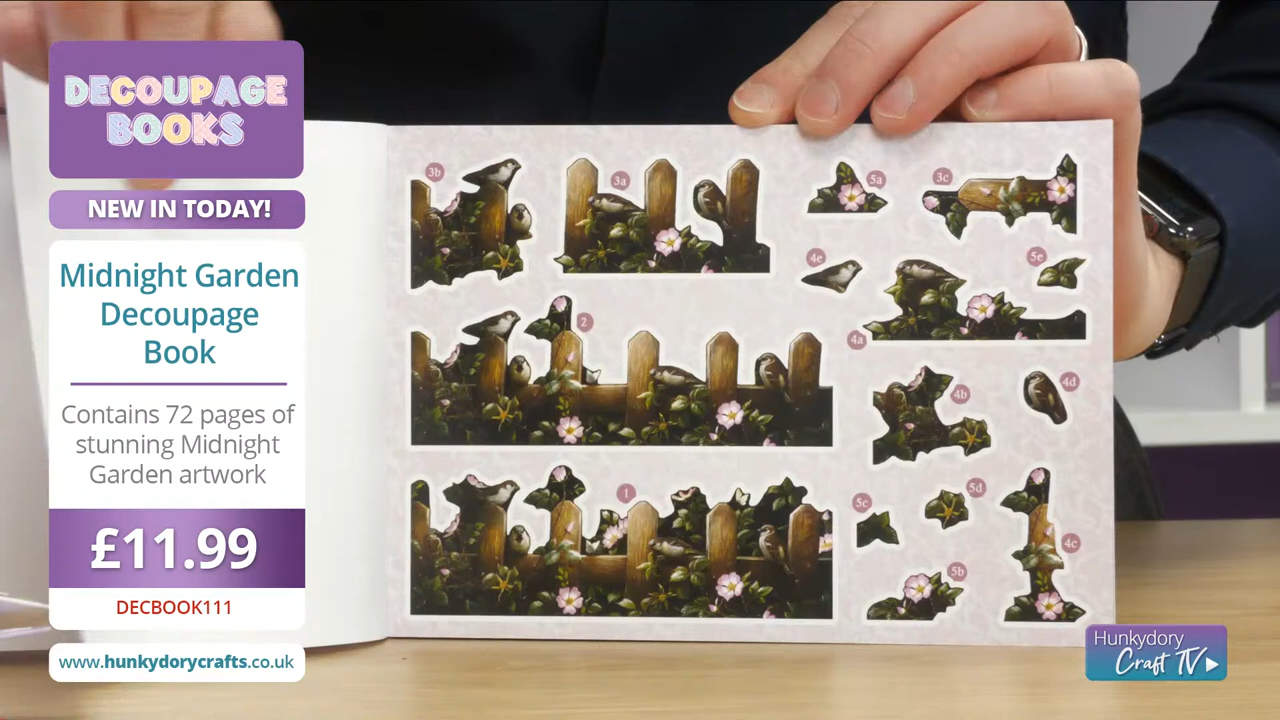 DECOUPAGE
BOOKS
NEW IN TODAY!
Midnight Garden
Decoupage
Book
Contains 72 pages of
stunning Midnight
Garden artwork
£11.99
DECBOOK111
www.hunkydorycrafts.co.uk
3b
3a
5a
3c
4e
5e
2
4a
4b
4d
1
5c
5d
4c
5b
Hunkydory
Craft TV